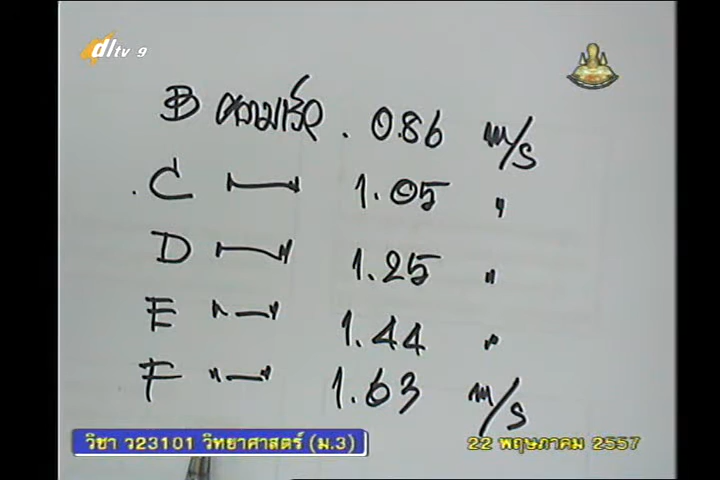 dltv 9
B ความเร็ว . 0.86 m/s
. C |—| 1.05 "
D |—| 1.25 "
E "—" 1.44 "
F "—" 1.63 m/s
วิชา ว23101 วิทยาศาสตร์ (ม.3)
22 พฤษภาคม 2557